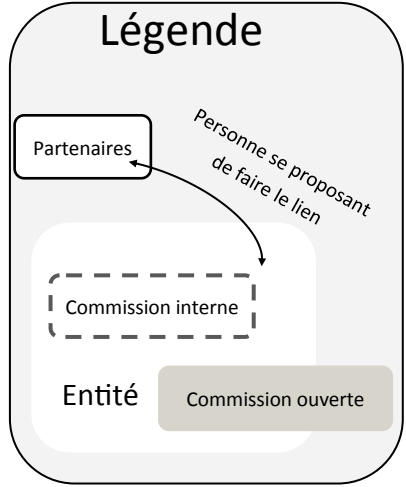 Légende
Personne se proposant
de faire le lien
Partenaires
Commission interne
Entité
Commission ouverte